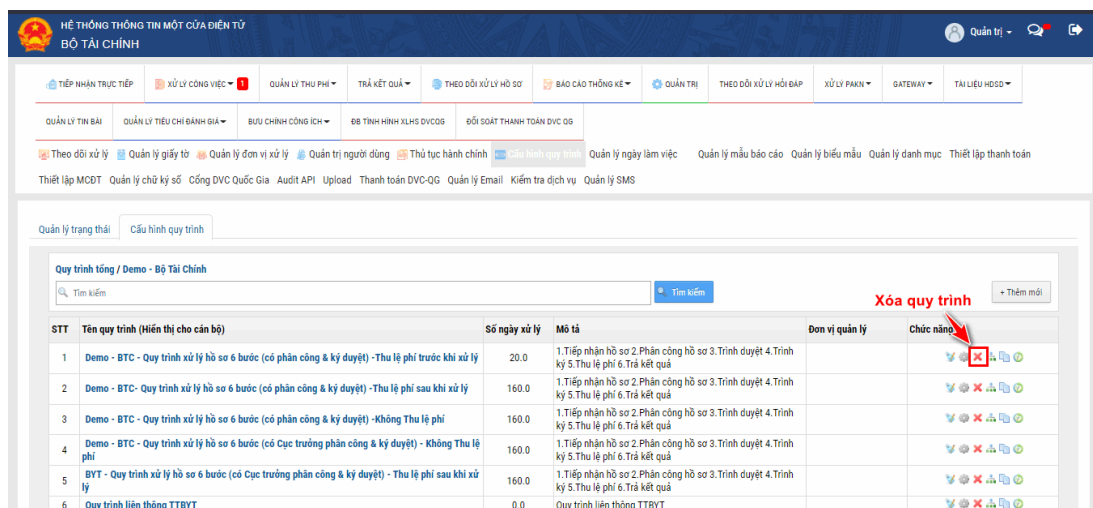 HỆ THỐNG THÔNG TIN MỘT CỬA ĐIỆN TỬ
BỘ TÀI CHÍNH
Quản trị
TIẾP NHẬN TRỰC TIẾP XỬ LÝ CÔNG VIỆC 1 QUẢN LÝ THU PHÍ TRẢ KẾT QUẢ THEO DÕI XỬ LÝ HỒ SƠ BÁO CÁO THỐNG KÊ QUẢN TRỊ THEO DÕI XỬ LÝ HỎI ĐÁP XỬ LÝ PAKN GATEWAY TÀI LIỆU HDSD
QUẢN LÝ TIN BÀI QUẢN LÝ TIÊU CHÍ ĐÁNH GIÁ BƯU CHÍNH CÔNG ÍCH ĐB TÌNH HÌNH XLHS DVCQG ĐỐI SOÁT THANH TOÁN DVC QG
Theo dõi xử lý Quản lý giấy tờ Quản lý đơn vị xử lý Quản trị người dùng Thủ tục hành chính Cấu hình quy trình Quản lý ngày làm việc Quản lý mẫu báo cáo Quản lý biểu mẫu Quản lý danh mục Thiết lập thanh toán
Thiết lập MCĐT Quản lý chữ ký số Cổng DVC Quốc Gia Audit API Upload Thanh toán DVC-QG Quản lý Email Kiểm tra dịch vụ Quản lý SMS
Quản lý trạng thái Cấu hình quy trình
Quy trình tổng / Demo - Bộ Tài Chính
Tìm kiếm Tìm kiếm + Thêm mới
Xóa quy trình
STT Tên quy trình (Hiển thị cho cán bộ) Số ngày xử lý Mô tả Đơn vị quản lý Chức năng
1 Demo - BTC - Quy trình xử lý hồ sơ 6 bước (có phân công & ký duyệt) -Thu lệ phí trước khi xử lý 20.0 1.Tiếp nhận hồ sơ 2.Phân công hồ sơ 3.Trình duyệt 4.Trình
ký 5.Thu lệ phí 6.Trả kết quả
2 Demo - BTC- Quy trình xử lý hồ sơ 6 bước (có phân công & ký duyệt) -Thu lệ phí sau khi xử lý 160.0 1.Tiếp nhận hồ sơ 2.Phân công hồ sơ 3.Trình duyệt 4.Trình
ký 5.Thu lệ phí 6.Trả kết quả
3 Demo - BTC - Quy trình xử lý hồ sơ 6 bước (có phân công & ký duyệt) -Không Thu lệ phí 160.0 1.Tiếp nhận hồ sơ 2.Phân công hồ sơ 3.Trình duyệt 4.Trình
ký 5.Thu lệ phí 6.Trả kết quả
4 Demo - BTC - Quy trình xử lý hồ sơ 6 bước (có Cục trưởng phân công & ký duyệt) - Không Thu lệ
phí 160.0 1.Tiếp nhận hồ sơ 2.Phân công hồ sơ 3.Trình duyệt 4.Trình
ký 5.Thu lệ phí 6.Trả kết quả
5 BYT - Quy trình xử lý hồ sơ 6 bước (có Cục trưởng phân công & ký duyệt) - Thu lệ phí sau khi xử
lý 160.0 1.Tiếp nhận hồ sơ 2.Phân công hồ sơ 3.Trình duyệt 4.Trình
ký 5.Thu lệ phí 6.Trả kết quả
6 Quy trình liên thông TTBYT 0.0 Quy trình liên thông TTBYT